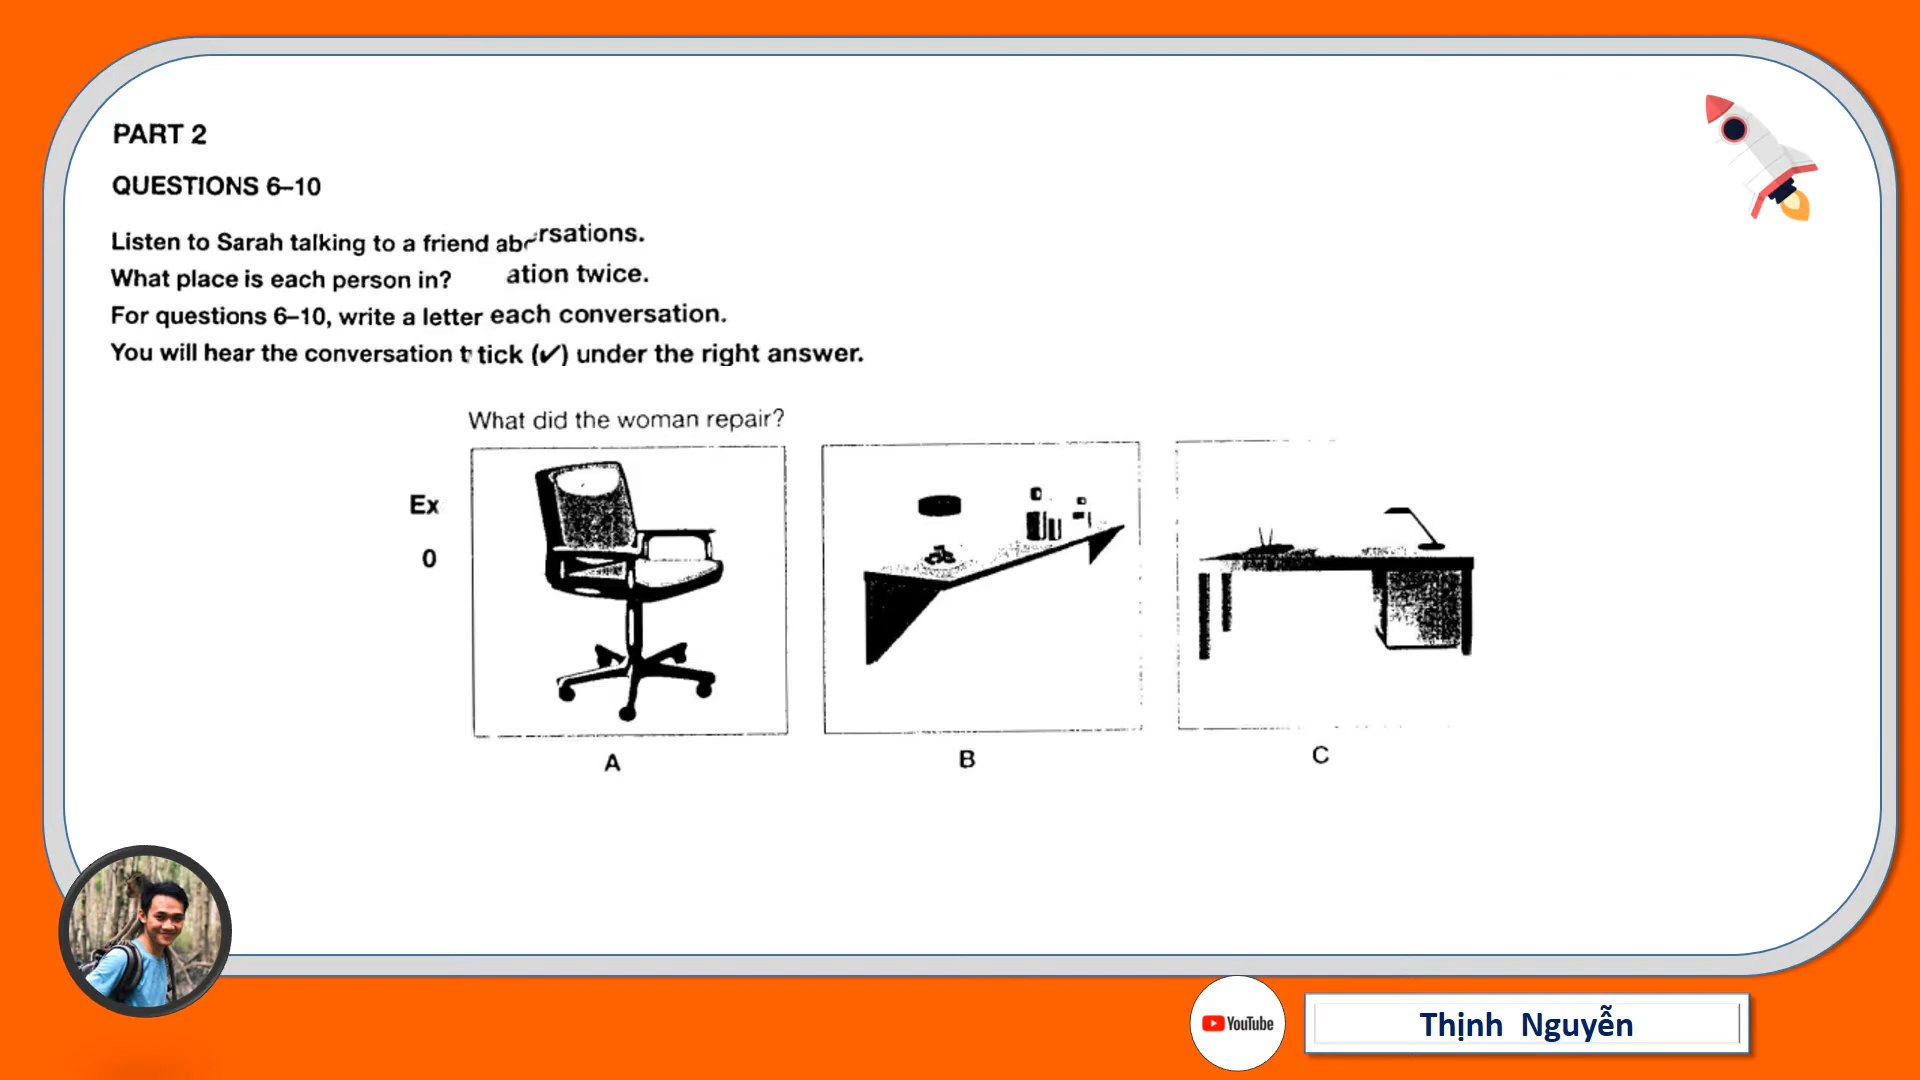 PART 2
QUESTIONS 6–10
Listen to Sarah talking to a friend
rsations.
What place is each person in?
ation twice.
For questions 6–10, write a letter each conversation.
You will hear the conversation tick (✓) under the right answer.
What did the woman repair?
Ex
0
A
B
C
YouTube
Thịnh Nguyễn